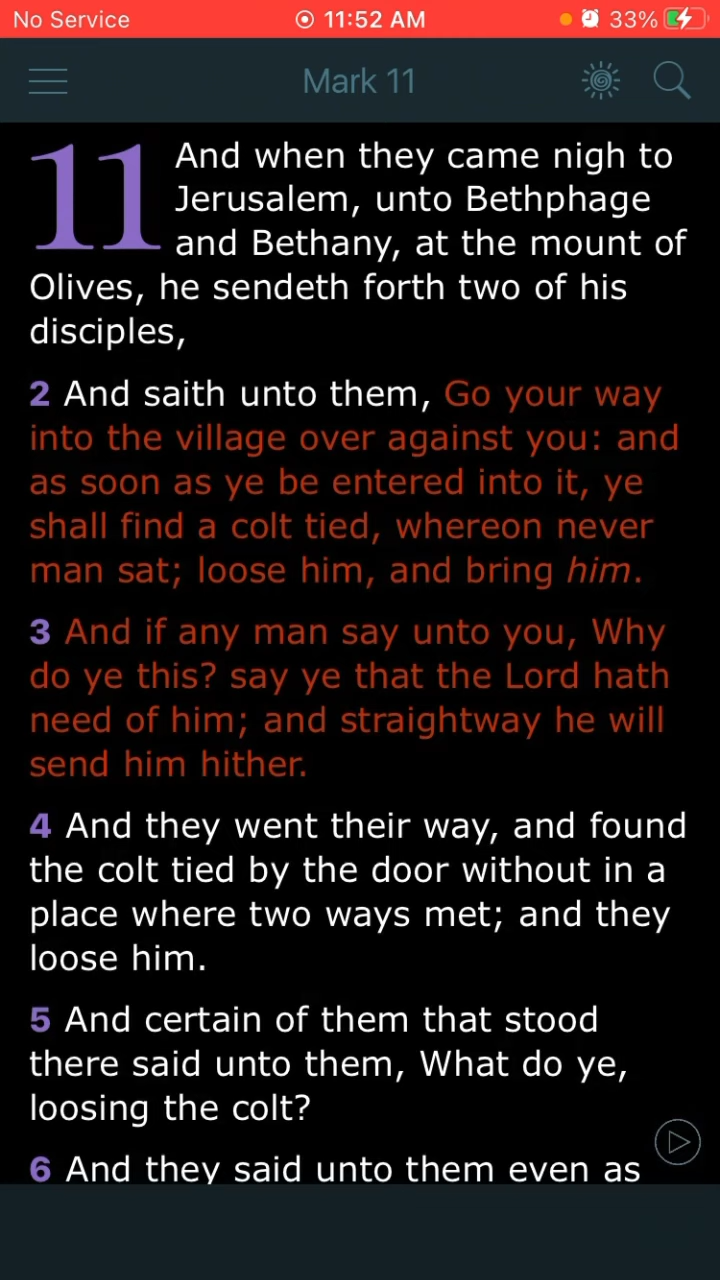 No Service 11:52 AM 33%
Mark 11
11 And when they came nigh to
Jerusalem, unto Bethphage
and Bethany, at the mount of
Olives, he sendeth forth two of his
disciples,
2 And saith unto them, Go your way
into the village over against you: and
as soon as ye be entered into it, ye
shall find a colt tied, whereon never
man sat; loose him, and bring him.
3 And if any man say unto you, Why
do ye this? say ye that the Lord hath
need of him; and straightway he will
send him hither.
4 And they went their way, and found
the colt tied by the door without in a
place where two ways met; and they
loose him.
5 And certain of them that stood
there said unto them, What do ye,
loosing the colt?
6 And they said unto them even as